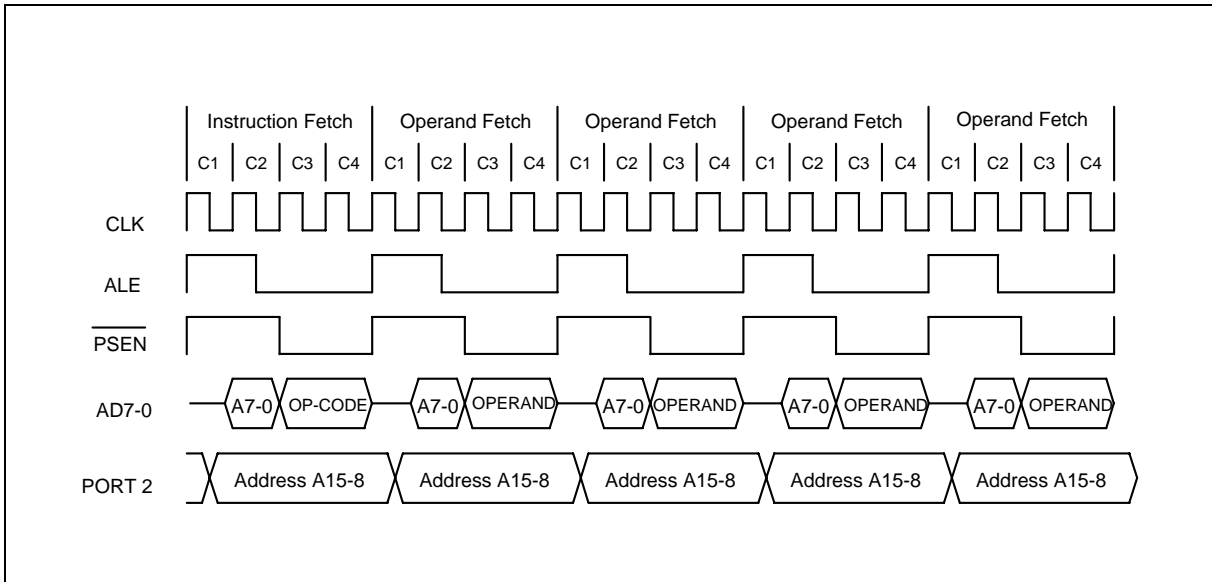 Instruction Fetch Operand Fetch Operand Fetch Operand Fetch Operand Fetch
C1 C2 C3 C4 C1 C2 C3 C4 C1 C2 C3 C4 C1 C2 C3 C4 C1 C2 C3 C4
CLK
ALE
PSEN
AD7-0 A7-0 OP-CODE A7-0 OPERAND A7-0 OPERAND A7-0 OPERAND A7-0 OPERAND
PORT 2 Address A15-8 Address A15-8 Address A15-8 Address A15-8 Address A15-8